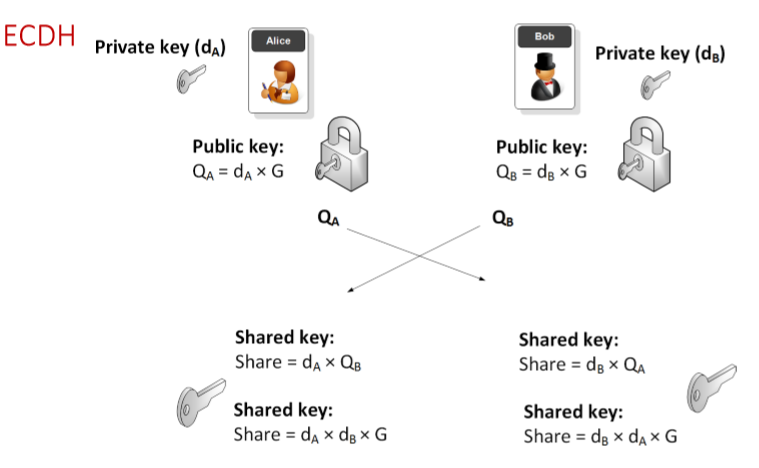 ECDH
Private key (dA)
Alice
Bob
Private key (dB)
Public key:
QA = dA × G
Public key:
QB = dB × G
QA
QB
Shared key:
Share = dA × QB
Shared key:
Share = dB × QA
Shared key:
Share = dA × dB × G
Shared key:
Share = dB × dA × G